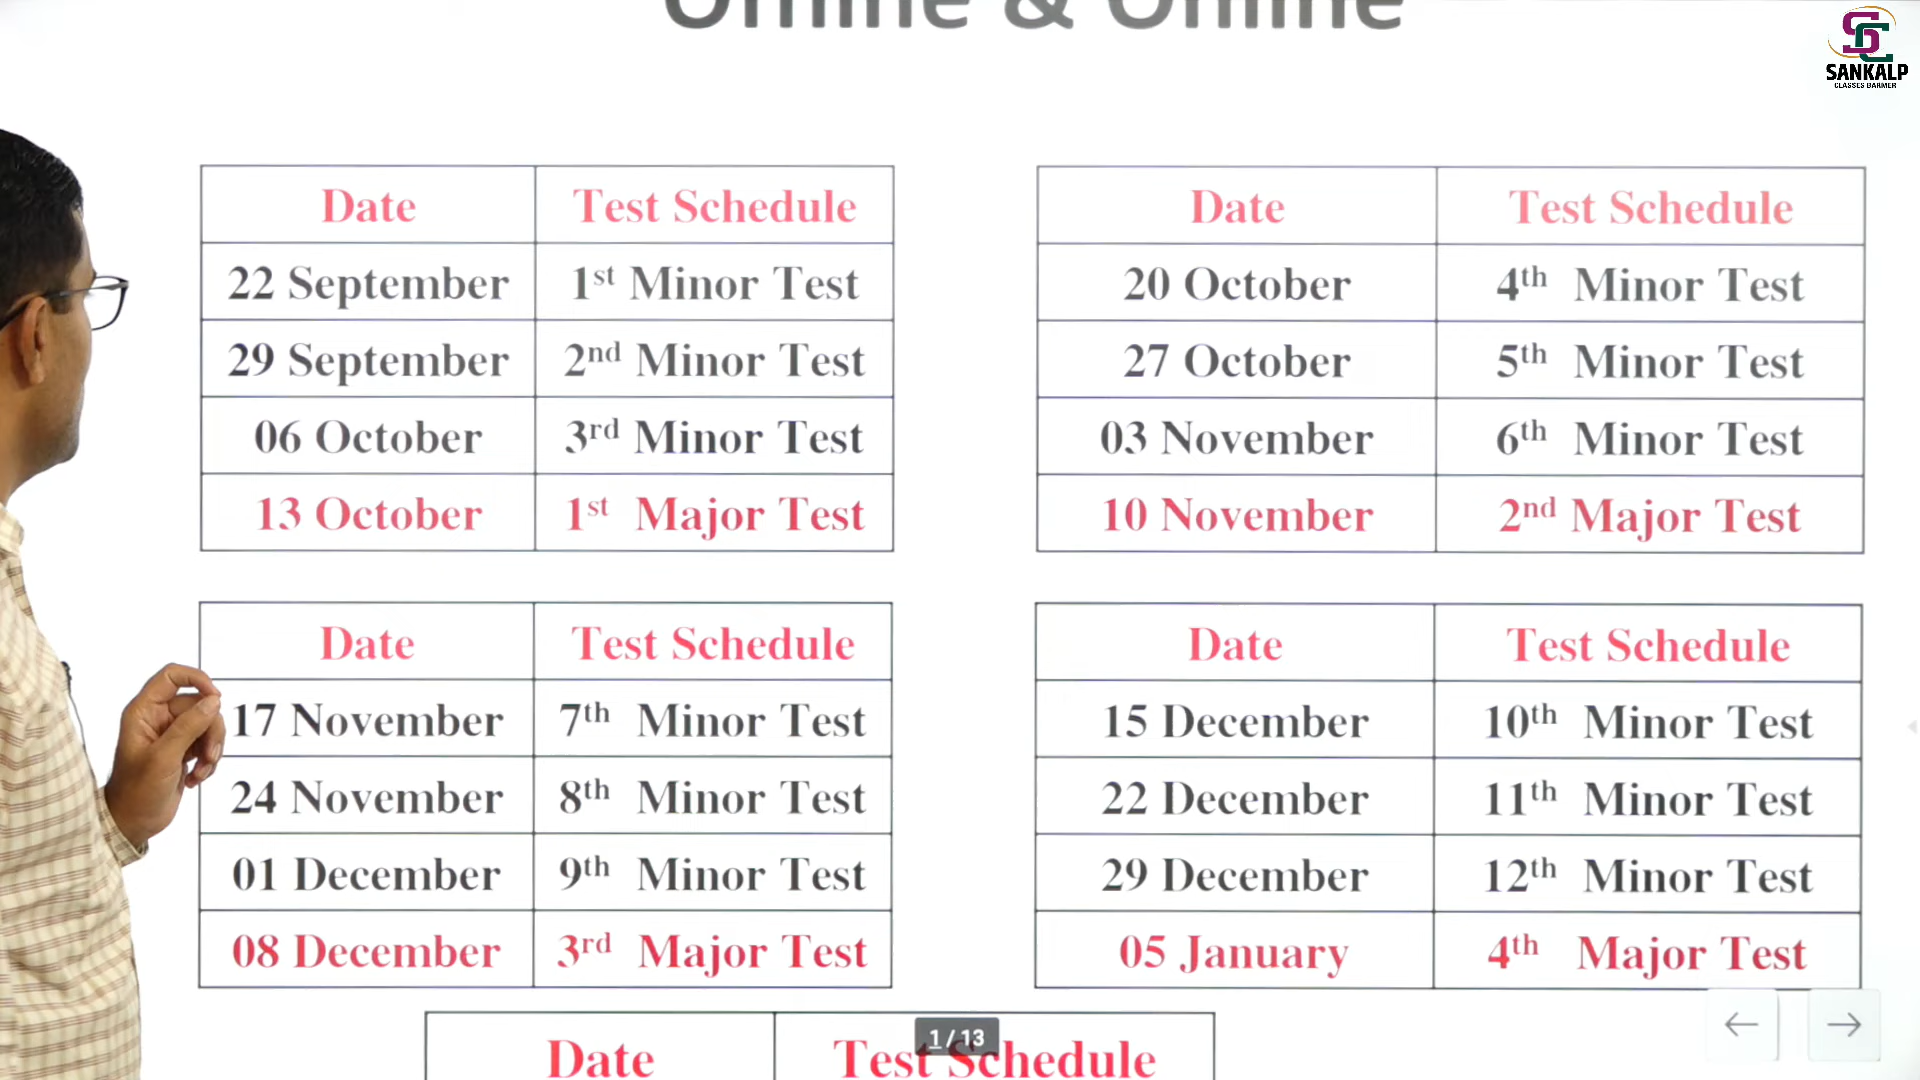 Offline & Online
SC
SANKALP
CLASSES BARMER
Date Test Schedule
22 September 1st Minor Test
29 September 2nd Minor Test
06 October 3rd Minor Test
13 October 1st Major Test
Date Test Schedule
20 October 4th Minor Test
27 October 5th Minor Test
03 November 6th Minor Test
10 November 2nd Major Test
Date Test Schedule
17 November 7th Minor Test
24 November 8th Minor Test
01 December 9th Minor Test
08 December 3rd Major Test
Date Test Schedule
15 December 10th Minor Test
22 December 11th Minor Test
29 December 12th Minor Test
05 January 4th Major Test
Date Test Schedule
1 / 13